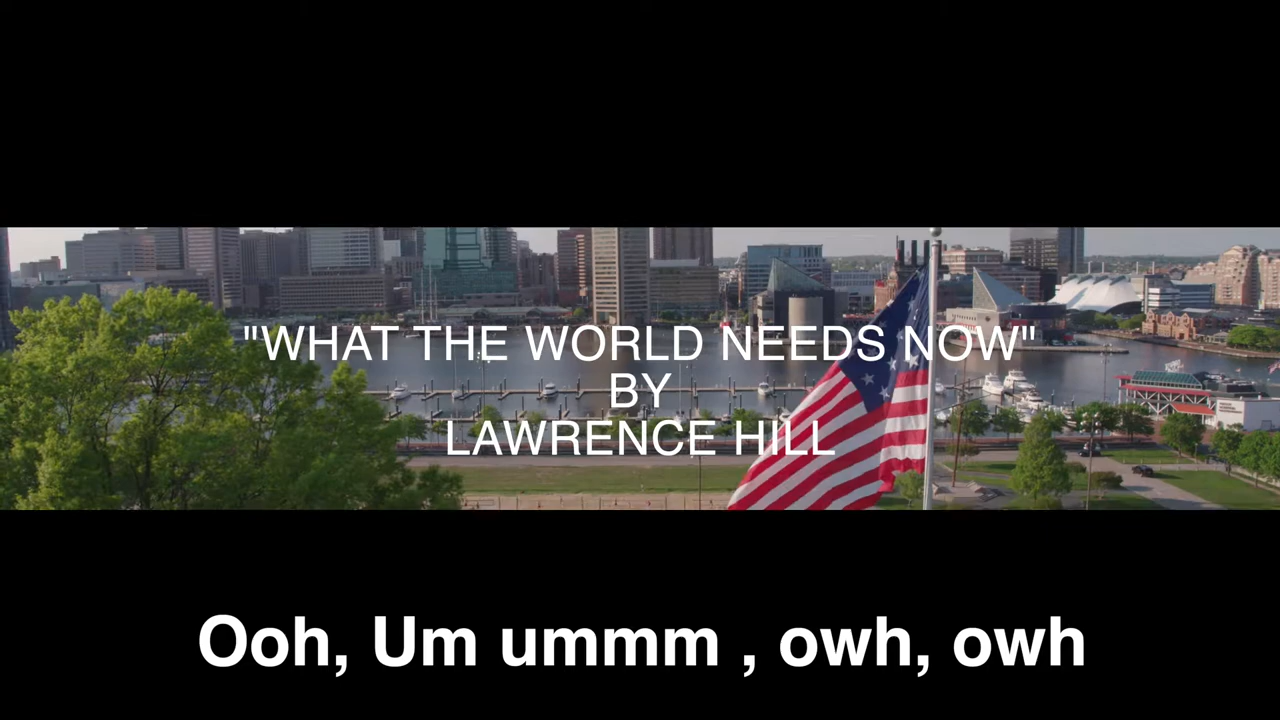 "WHAT THE WORLD NEEDS NOW"
BY
LAWRENCE HILL
Ooh, Um ummm , owh, owh